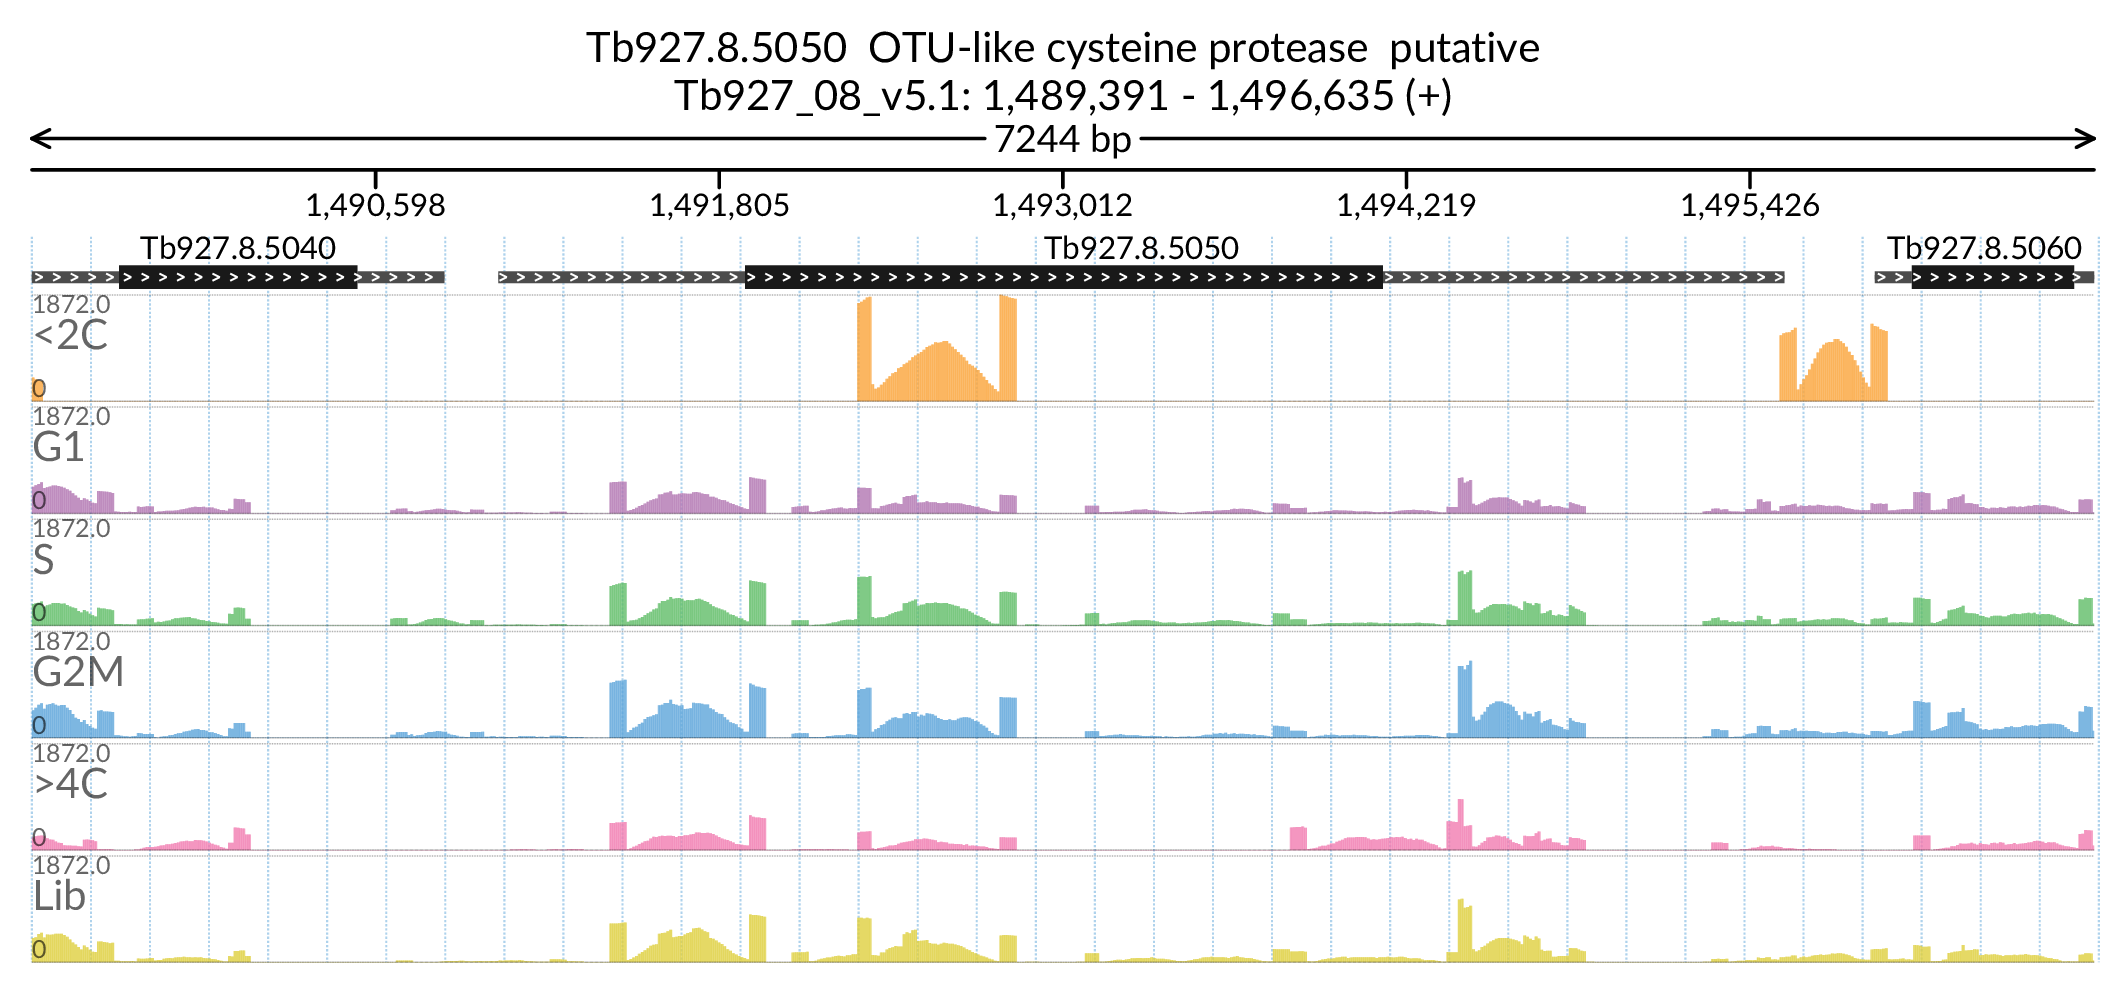 Tb927.8.5050  OTU-like cysteine protease  putative
Tb927_08_v5.1: 1,489,391 - 1,496,635 (+)
7244 bp
1,490,598 1,491,805 1,493,012 1,494,219 1,495,426
Tb927.8.5040 Tb927.8.5050 Tb927.8.5060
1872.0
<2C
0
1872.0
G1
0
1872.0
S
0
1872.0
G2M
0
1872.0
>4C
0
1872.0
Lib
0